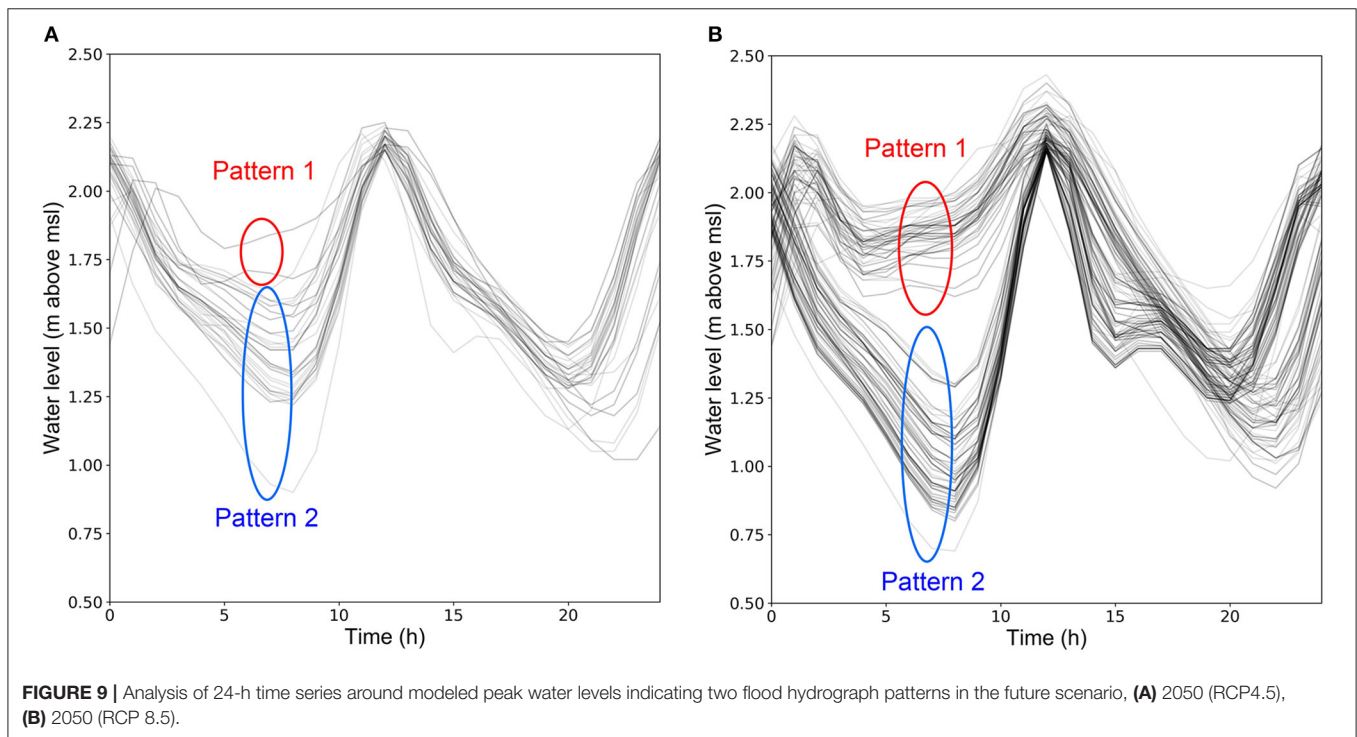 A
2.50
2.25
2.00
1.75
1.50
1.25
1.00
0.75
0.50
0
5
10
15
20
Water level (m above msl)
Time (h)
Pattern 1
Pattern 2
B
2.50
2.25
2.00
1.75
1.50
1.25
1.00
0.75
0.50
0
5
10
15
20
Water level (m above msl)
Time (h)
Pattern 1
Pattern 2
FIGURE 9 | Analysis of 24-h time series around modeled peak water levels indicating two flood hydrograph patterns in the future scenario, (A) 2050 (RCP4.5),
(B) 2050 (RCP 8.5).